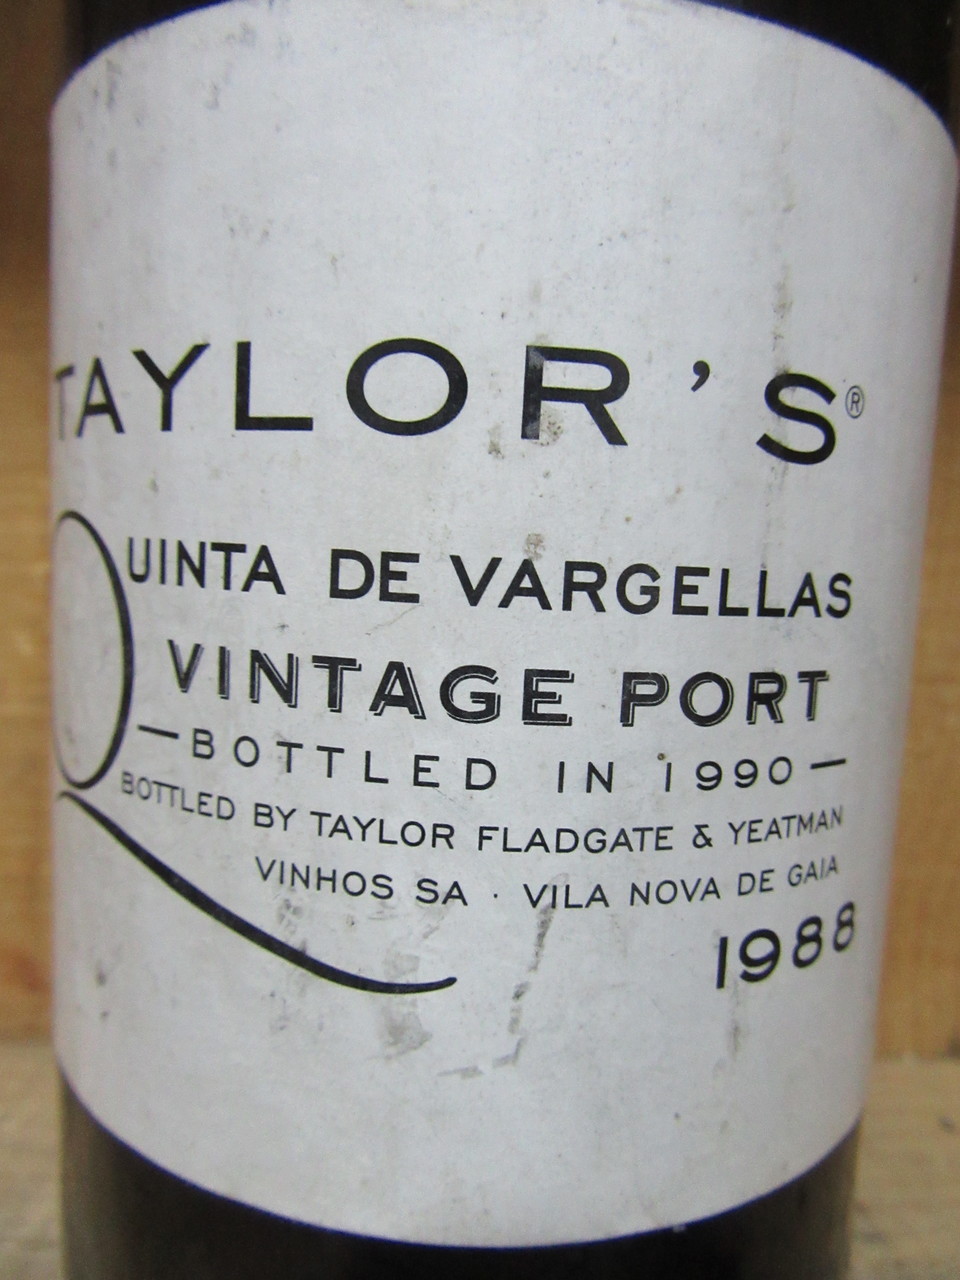 TAYLOR'S®
QUINTA DE VARGELLAS
VINTAGE PORT
—BOTTLED IN 1990—
BOTTLED BY TAYLOR FLADGATE & YEATMAN
VINHOS SA · VILA NOVA DE GAIA
1988